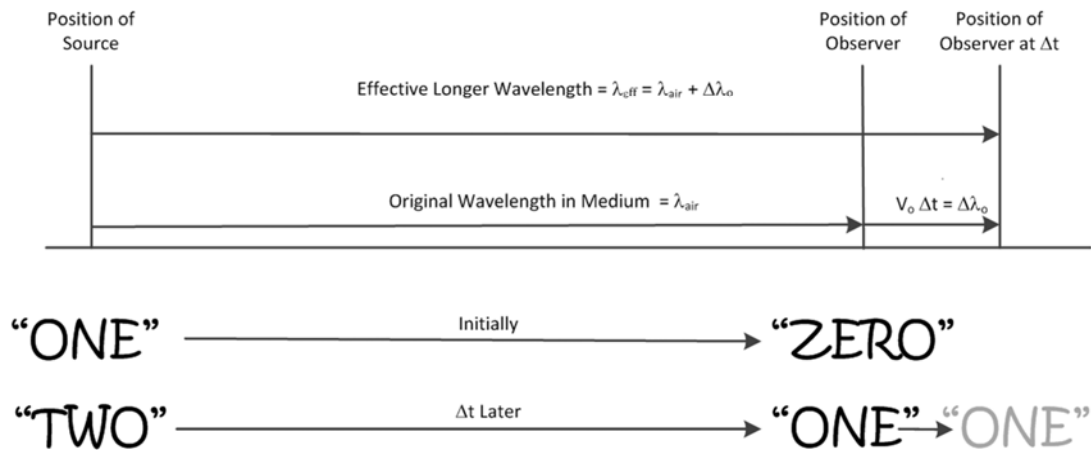 Position of
Source
Position of
Observer
Position of
Observer at Δt
Effective Longer Wavelength = λeff = λair + Δλo
Original Wavelength in Medium = λair
Vo Δt = Δλo
“ONE” Initially “ZERO”
“TWO” Δt Later “ONE” “ONE”